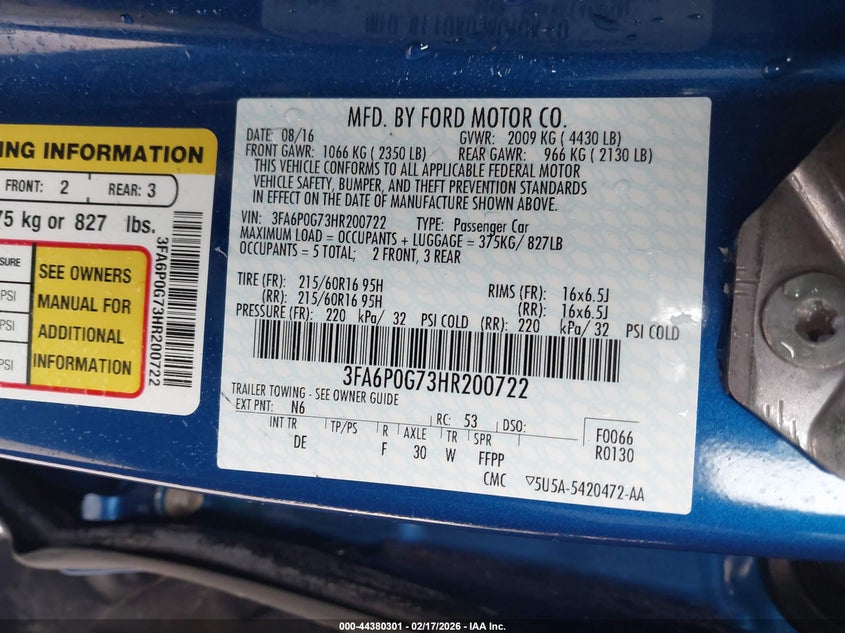 MFD. BY FORD MOTOR CO.
DATE: 08/16 GVWR: 2009 KG ( 4430 LB)
FRONT GAWR: 1066 KG ( 2350 LB) REAR GAWR: 966 KG ( 2130 LB)
THIS VEHICLE CONFORMS TO ALL APPLICABLE FEDERAL MOTOR
VEHICLE SAFETY, BUMPER, AND THEFT PREVENTION STANDARDS
IN EFFECT ON THE DATE OF MANUFACTURE SHOWN ABOVE.
VIN: 3FA6P0G73HR200722 TYPE: Passenger Car
MAXIMUM LOAD = OCCUPANTS + LUGGAGE = 375KG/ 827LB
OCCUPANTS = 5 TOTAL; 2 FRONT, 3 REAR
TIRE (FR): 215/60R16 95H RIMS (FR): 16x6.5J
(RR): 215/60R16 95H (RR): 16x6.5J
PRESSURE (FR): 220 kPa/ 32 PSI COLD (RR): 220 kPa/ 32 PSI COLD
3FA6P0G73HR200722
TRAILER TOWING - SEE OWNER GUIDE
EXT PNT: N6 RC: 53 DSO:
INT TR TP/PS R AXLE TR SPR F0066
DE F 30 W FFPP R0130
CMC ▽5U5A-5420472-AA
ING INFORMATION
FRONT: 2 REAR: 3
75 kg or 827 lbs.
SURE
PSI
PSI
PSI
SEE OWNERS
MANUAL FOR
ADDITIONAL
INFORMATION
3FA6P0G73HR200722
000-44380301 - 02/17/2026 - IAA Inc.